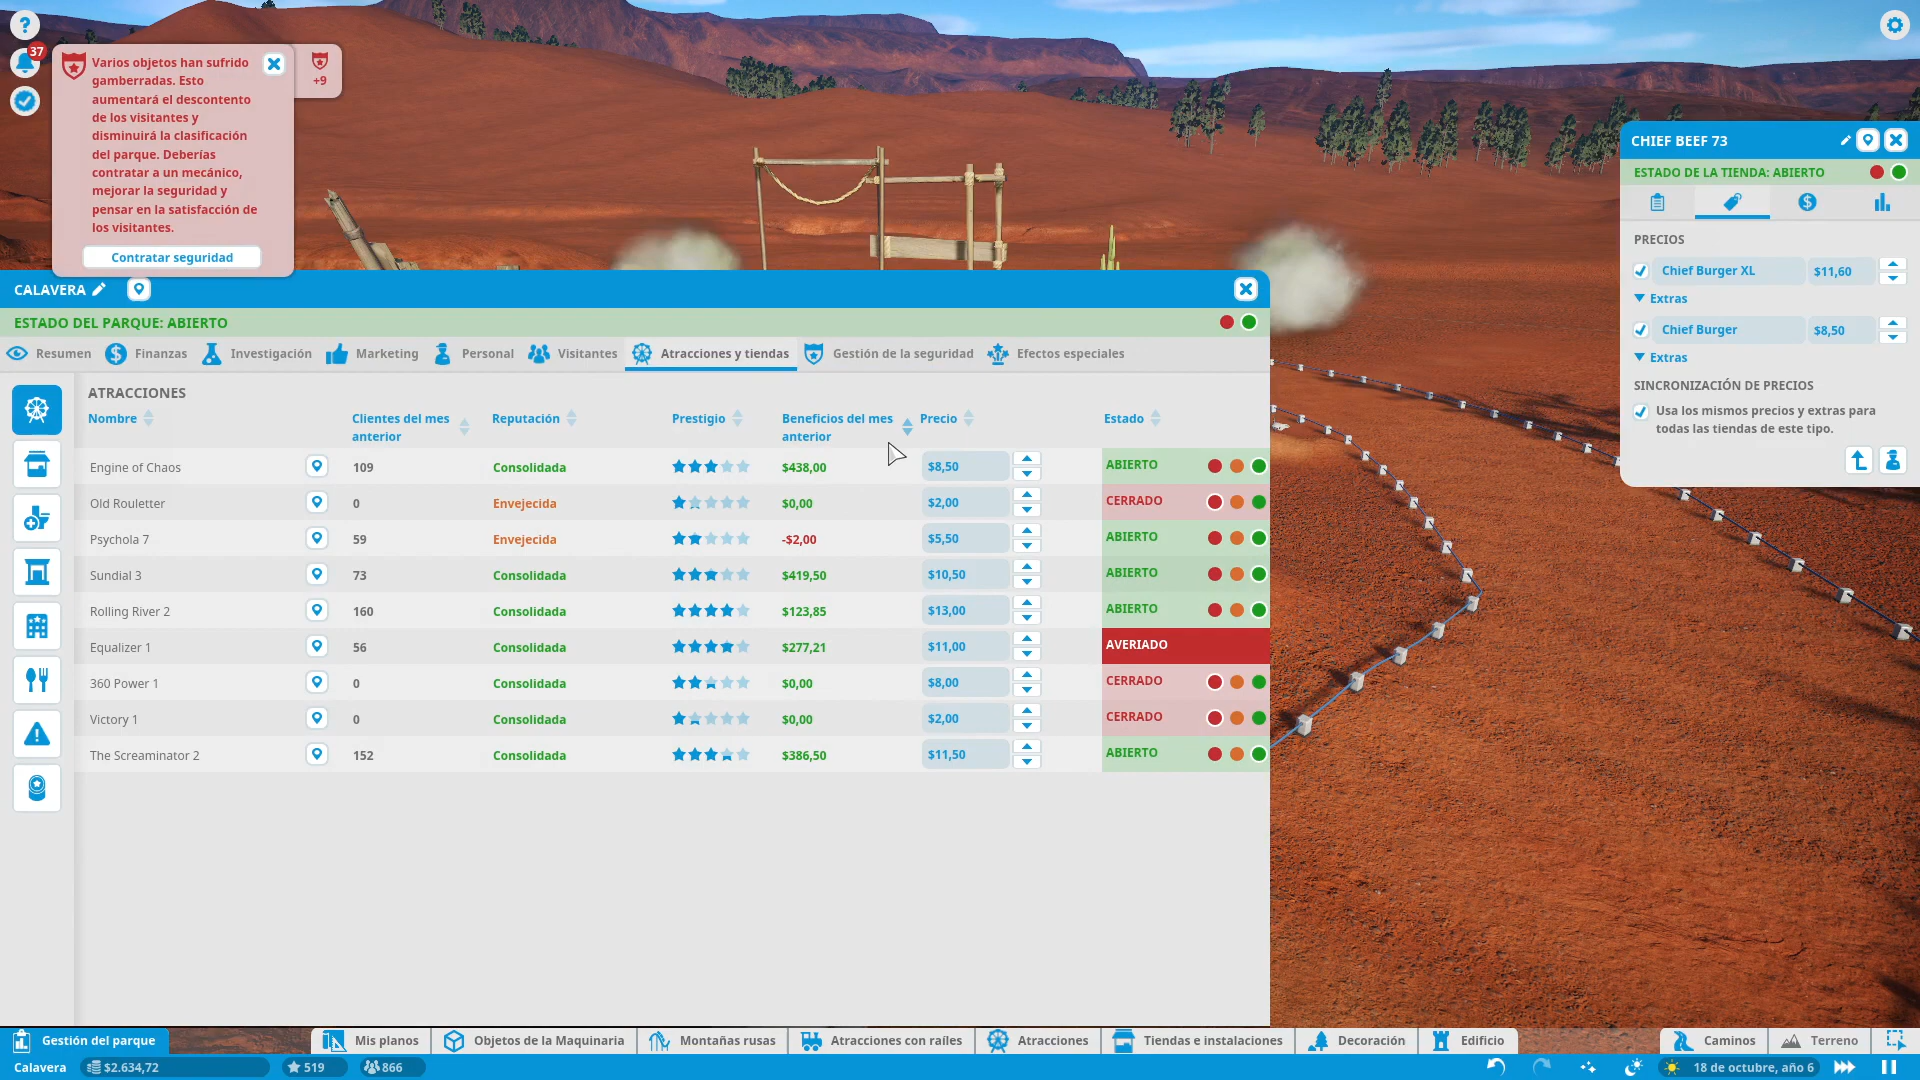 ?
37
Varios objetos han sufrido
gamberradas. Esto
aumentará el descontento
de los visitantes y
disminuirá la clasificación
del parque. Deberías
contratar a un mecánico,
mejorar la seguridad y
pensar en la satisfacción de
los visitantes.
Contratar seguridad
+9
CALAVERA
ESTADO DEL PARQUE: ABIERTO
Resumen Finanzas Investigación Marketing Personal Visitantes Atracciones y tiendas Gestión de la seguridad Efectos especiales
ATRACCIONES
Nombre Clientes del mes anterior Reputación Prestigio Beneficios del mes anterior Precio Estado
Engine of Chaos 109 Consolidada $438,00 $8,50 ABIERTO
Old Rouletter 0 Envejecida $0,00 $2,00 CERRADO
Psychola 7 59 Envejecida -$2,00 $5,50 ABIERTO
Sundial 3 73 Consolidada $419,50 $10,50 ABIERTO
Rolling River 2 160 Consolidada $123,85 $13,00 ABIERTO
Equalizer 1 56 Consolidada $277,21 $11,00 AVERIADO
360 Power 1 0 Consolidada $0,00 $8,00 CERRADO
Victory 1 0 Consolidada $0,00 $2,00 CERRADO
The Screaminator 2 152 Consolidada $386,50 $11,50 ABIERTO
CHIEF BEEF 73
ESTADO DE LA TIENDA: ABIERTO
PRECIOS
Chief Burger XL $11,60
Extras
Chief Burger $8,50
Extras
SINCRONIZACIÓN DE PRECIOS
Usa los mismos precios y extras para
todas las tiendas de este tipo.
Gestión del parque Mis planos Objetos de la Maquinaria Montañas rusas Atracciones con raíles Atracciones Tiendas e instalaciones Decoración Edificio Caminos Terreno
Calavera $2.634,72 519 866 18 de octubre, año 6